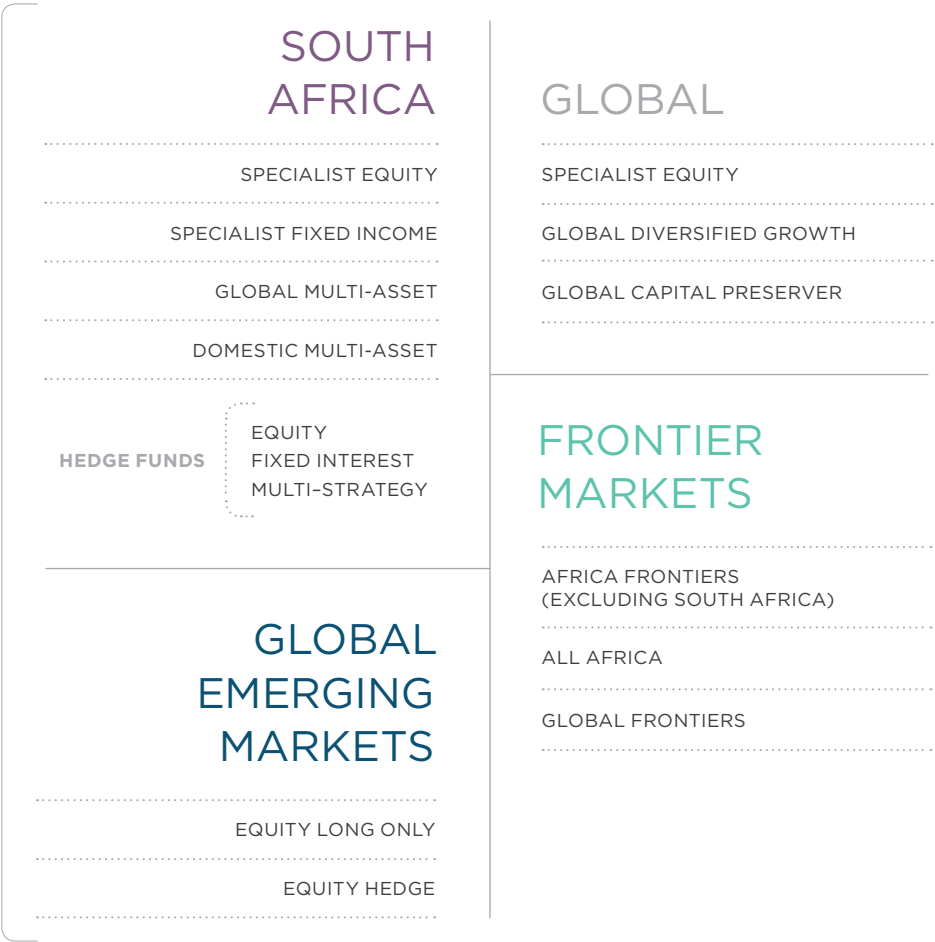 SOUTH
AFRICA
SPECIALIST EQUITY
SPECIALIST FIXED INCOME
GLOBAL MULTI-ASSET
DOMESTIC MULTI-ASSET
HEDGE FUNDS
EQUITY
FIXED INTEREST
MULTI–STRATEGY
GLOBAL
SPECIALIST EQUITY
GLOBAL DIVERSIFIED GROWTH
GLOBAL CAPITAL PRESERVER
GLOBAL
EMERGING
MARKETS
EQUITY LONG ONLY
EQUITY HEDGE
FRONTIER
MARKETS
AFRICA FRONTIERS
(EXCLUDING SOUTH AFRICA)
ALL AFRICA
GLOBAL FRONTIERS